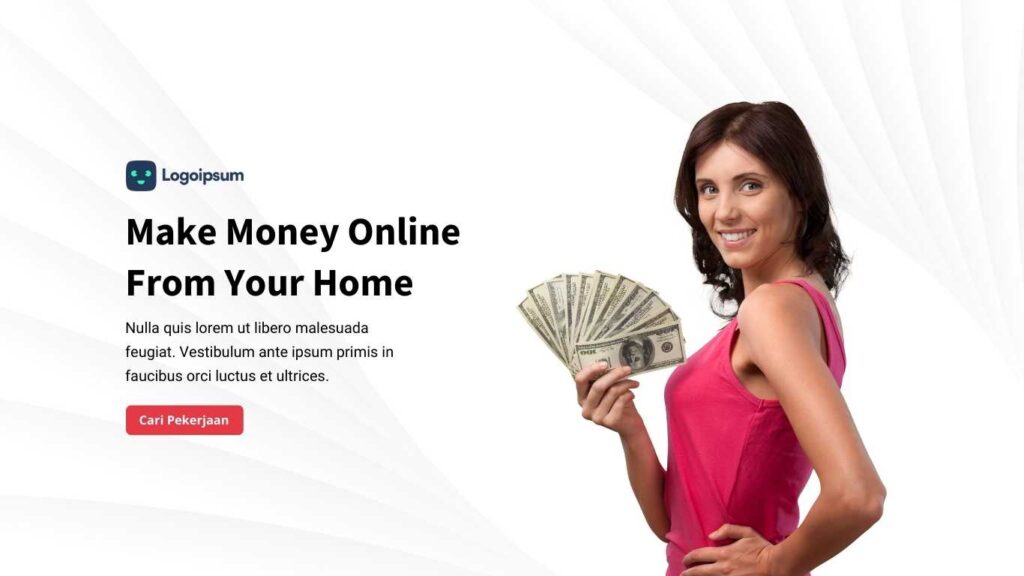 Logoipsum
Make Money Online
From Your Home
Nulla quis lorem ut libero malesuada
feugiat. Vestibulum ante ipsum primis in
faucibus orci luctus et ultrices.
Cari Pekerjaan
100